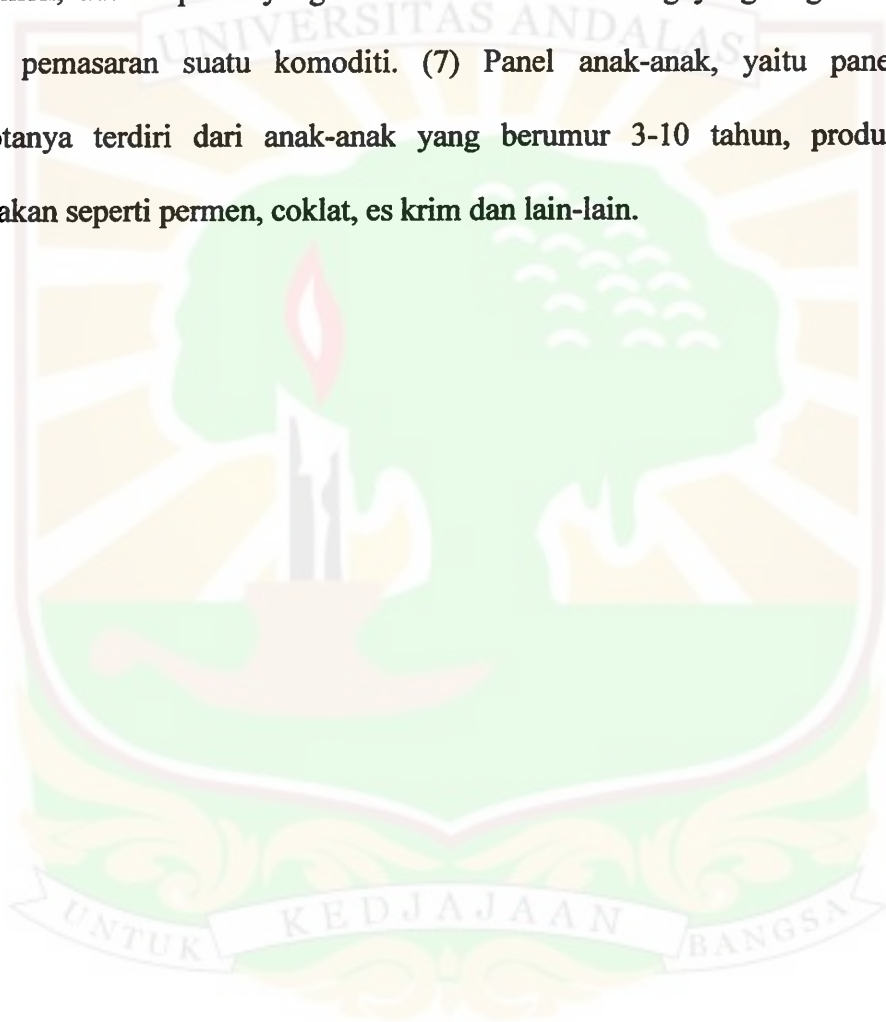 UNIVERSITAS ANDALAS
pemasaran suatu komoditi. (7) Panel anak-anak, yaitu pane
tanya terdiri dari anak-anak yang berumur 3-10 tahun, produ
akan seperti permen, coklat, es krim dan lain-lain.
UNTUK KEDJAJAAN BANGSA